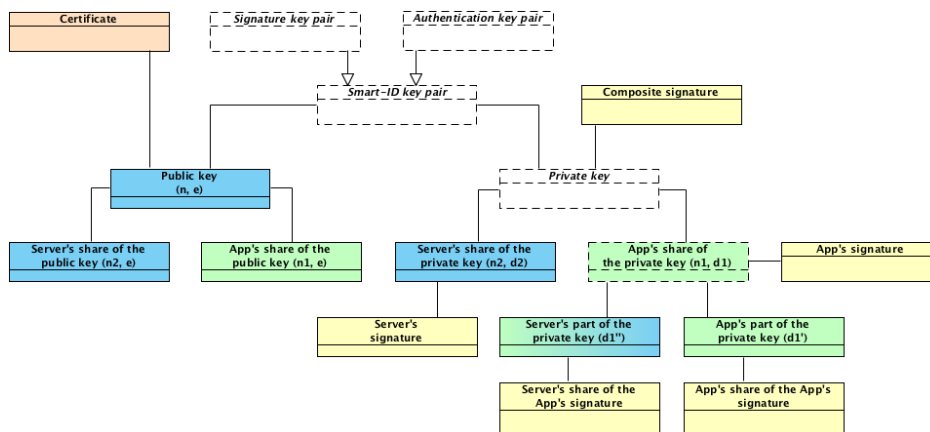 Certificate
Signature key pair
Authentication key pair
Smart-ID key pair
Composite signature
Public key
(n, e)
Private key
Server's share of the
public key (n2, e)
App's share of the
public key (n1, e)
Server's share of the
private key (n2, d2)
App's share of
the private key (n1, d1)
App's signature
Server's
signature
Server's part of the
private key (d1'')
App's part of the
private key (d1')
Server's share of the
App's signature
App's share of the App's
signature